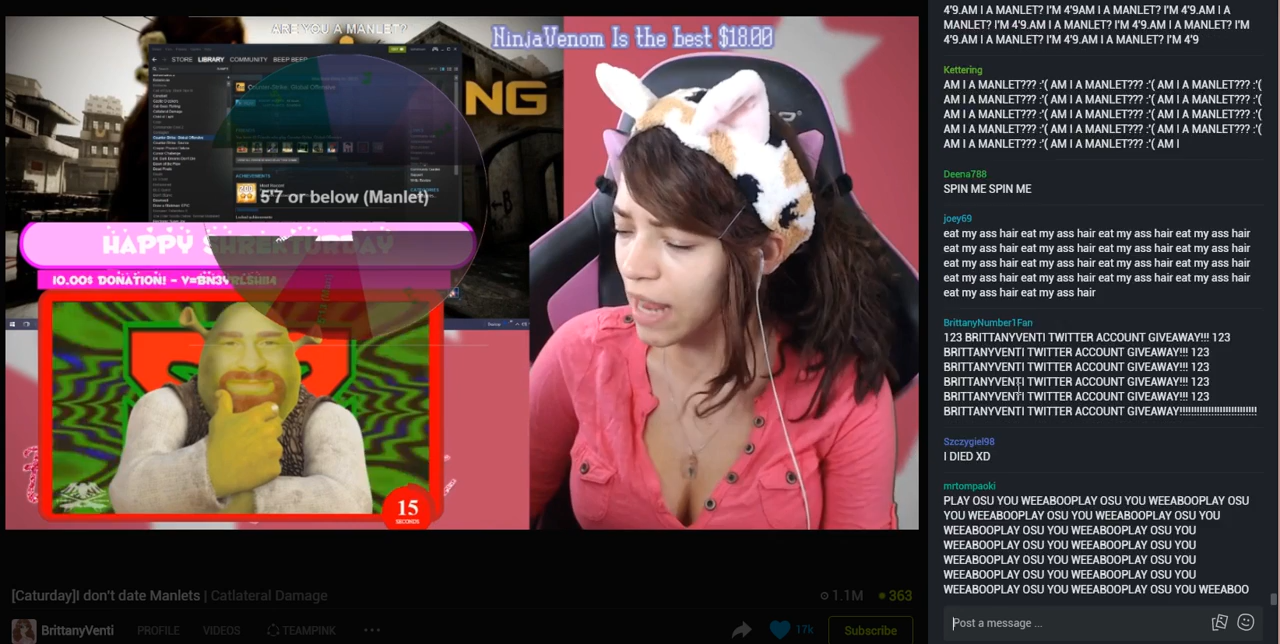 ARE YOU A MANLET?
NinjaVenom Is the best $18.00
STORE LIBRARY COMMUNITY BEEP BEEP
Counter-Strike: Global Offensive
NG
ACHIEVEMENTS
5'7 or below (Manlet)
HAPPY SHREKTURDAY
10.00$ DONATION! -
15
SECONDS
[Caturday]I don't date Manlets | Catlateral Damage
1.1M 363
BrittanyVenti PROFILE VIDEOS TEAMPINK
17k Subscribe
4'9.AM I A MANLET? I'M 4'9AM I A MANLET? I'M 4'9.AM I A
MANLET? I'M 4'9.AM I A MANLET? I'M 4'9.AM I A MANLET? I'M
4'9.AM I A MANLET? I'M 4'9.AM I A MANLET? I'M 4'9
Kettering
AM I A MANLET??? :'( AM I A MANLET??? :'( AM I A MANLET??? :'(
AM I A MANLET??? :'( AM I A MANLET??? :'( AM I A MANLET??? :'(
AM I A MANLET??? :'( AM I A MANLET??? :'( AM I A MANLET??? :'(
AM I A MANLET??? :'( AM I A MANLET??? :'( AM I A MANLET??? :'(
AM I A MANLET??? :'( AM I A MANLET??? :'( AM I
Deena788
SPIN ME SPIN ME
joey69
eat my ass hair eat my ass hair eat my ass hair eat my ass hair
eat my ass hair eat my ass hair eat my ass hair eat my ass hair
eat my ass hair eat my ass hair eat my ass hair eat my ass hair
eat my ass hair eat my ass hair eat my ass hair eat my ass hair
eat my ass hair eat my ass hair
BrittanyNumber1Fan
123 BRITTANYVENTI TWITTER ACCOUNT GIVEAWAY!!! 123
BRITTANYVENTI TWITTER ACCOUNT GIVEAWAY!!! 123
BRITTANYVENTI TWITTER ACCOUNT GIVEAWAY!!! 123
BRITTANYVENTI TWITTER ACCOUNT GIVEAWAY!!! 123
BRITTANYVENTI TWITTER ACCOUNT GIVEAWAY!!! 123
BRITTANYVENTI TWITTER ACCOUNT GIVEAWAY!!!!!!!!!!!!!!!!!!!!!!!!!!!!
Szczygiel98
I DIED XD
mrtompaoki
PLAY OSU YOU WEEABOOPLAY OSU YOU WEEABOOPLAY OSU
YOU WEEABOOPLAY OSU YOU WEEABOOPLAY OSU YOU
WEEABOOPLAY OSU YOU WEEABOOPLAY OSU YOU
WEEABOOPLAY OSU YOU WEEABOOPLAY OSU YOU
WEEABOOPLAY OSU YOU WEEABOOPLAY OSU YOU
WEEABOOPLAY OSU YOU WEEABOOPLAY OSU YOU
WEEABOOPLAY OSU YOU WEEABOOPLAY OSU YOU WEEABOO
Post a message ...